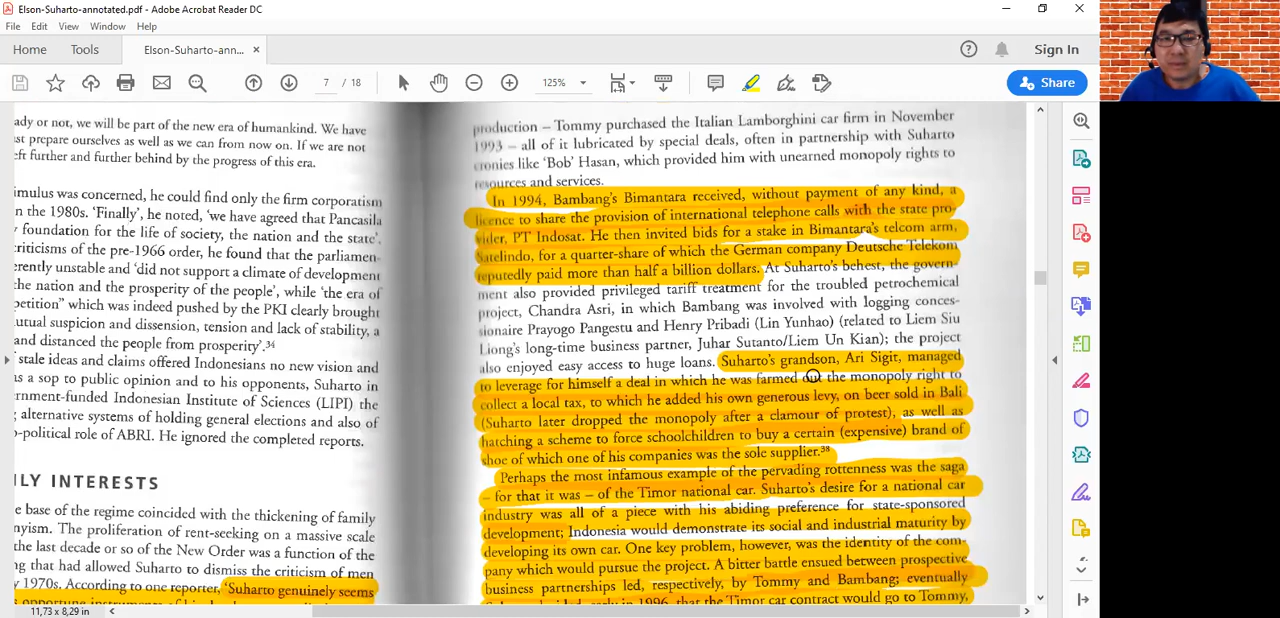 Elson-Suharto-annotated.pdf - Adobe Acrobat Reader DC
File Edit View Window Help
Home Tools Elson-Suharto-ann... × Sign In
7 / 18 125% Share
ady or not, we will be part of the new era of humankind. We have
st prepare ourselves as well as we can from now on. If we are not
eft further and further behind by the progress of this era.
imulus was concerned, he could find only the firm corporatism
n the 1980s. 'Finally', he noted, 'we have agreed that Pancasila
y foundation for the life of society, the nation and the state'.
criticisms of the pre-1966 order, he found that the parliamen-
erently unstable and 'did not support a climate of development
the nation and the prosperity of the people', while 'the era of
petition" which was indeed pushed by the PKI clearly brought
utual suspicion and dissension, tension and lack of stability, a
and distanced the people from prosperity'.34
stale ideas and claims offered Indonesians no new vision and
as a sop to public opinion and to his opponents, Suharto in
ernment-funded Indonesian Institute of Sciences (LIPI) the
g alternative systems of holding general elections and also of
o-political role of ABRI. He ignored the completed reports.
ILY INTERESTS
e base of the regime coincided with the thickening of family
nyism. The proliferation of rent-seeking on a massive scale
the last decade or so of the New Order was a function of the
ng that had allowed Suharto to dismiss the criticism of men
y 1970s. According to one reporter, 'Suharto genuinely seems
production – Tommy purchased the Italian Lamborghini car firm in November
1993 – all of it lubricated by special deals, often in partnership with Suharto
cronies like 'Bob' Hasan, which provided him with unearned monopoly rights to
resources and services.
In 1994, Bambang's Bimantara received, without payment of any kind, a
licence to share the provision of international telephone calls with the state pro-
vider, PT Indosat. He then invited bids for a stake in Bimantara's telcom arm,
Satelindo, for a quarter-share of which the German company Deutsche Telekom
reputedly paid more than half a billion dollars. At Suharto's behest, the govern-
ment also provided privileged tariff treatment for the troubled petrochemical
project, Chandra Asri, in which Bambang was involved with logging conces-
sionaire Prayogo Pangestu and Henry Pribadi (Lin Yunhao) (related to Liem Siu
Liong's long-time business partner, Juhar Sutanto/Liem Un Kian); the project
also enjoyed easy access to huge loans. Suharto's grandson, Ari Sigit, managed
to leverage for himself a deal in which he was farmed out the monopoly right to
collect a local tax, to which he added his own generous levy, on beer sold in Bali
(Suharto later dropped the monopoly after a clamour of protest), as well as
hatching a scheme to force schoolchildren to buy a certain (expensive) brand of
shoe of which one of his companies was the sole supplier.38
Perhaps the most infamous example of the pervading rottenness was the saga
– for that it was – of the Timor national car. Suharto's desire for a national car
industry was all of a piece with his abiding preference for state-sponsored
development; Indonesia would demonstrate its social and industrial maturity by
developing its own car. One key problem, however, was the identity of the com-
pany which would pursue the project. A bitter battle ensued between prospective
business partnerships led, respectively, by Tommy and Bambang; eventually
early in 1996, that the Timor car contract would go to Tommy,
11,73 x 8,29 in